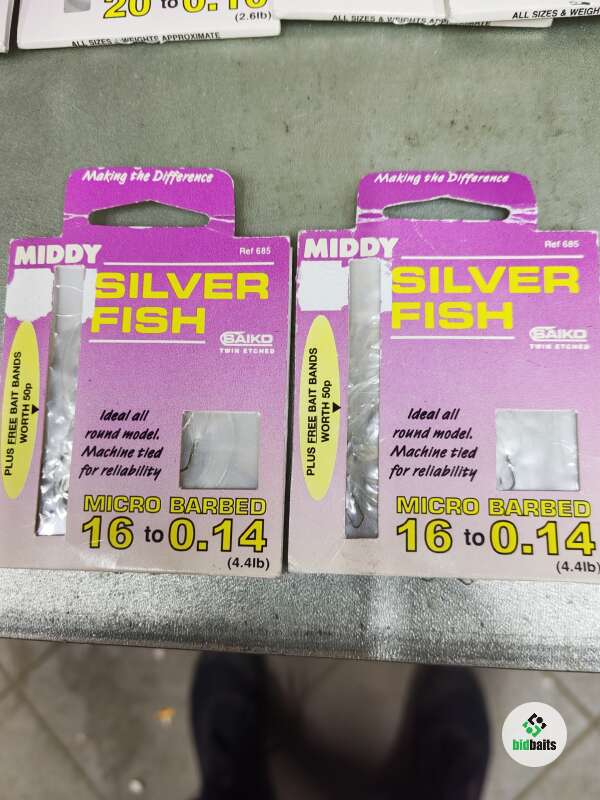 20 to 0.10
(2.6lb)
ALL SIZES & WEIGHTS APPROXIMATE
ALL SIZES & WEIGHTS
ALL SIZES & WEIGH
Making the Difference
MIDDY
Ref 685
SILVER
FISH
SAIKO
TWIN ETCHED
PLUS FREE BAIT BANDS
WORTH 50p
Ideal all
round model.
Machine tied
for reliability
MICRO BARBED
16 to 0.14
(4.4lb)
Making the Difference
MIDDY
Ref 685
SILVER
FISH
SAIKO
TWIN ETCHED
PLUS FREE BAIT BANDS
WORTH 50p
Ideal all
round model.
Machine tied
for reliability
MICRO BARBED
16 to 0.14
(4.4lb)
bidbaits